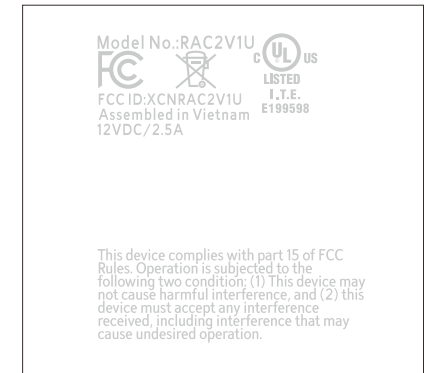 Model No.:RAC2V1U
FC
c UL US
LISTED
I.T.E.
E199598
FCC ID:XCNRAC2V1U
Assembled in Vietnam
12VDC/2.5A
This device complies with part 15 of FCC
Rules. Operation is subjected to the
following two condition: (1) This device may
not cause harmful interference, and (2) this
device must accept any interference
received, including interference that may
cause undesired operation.